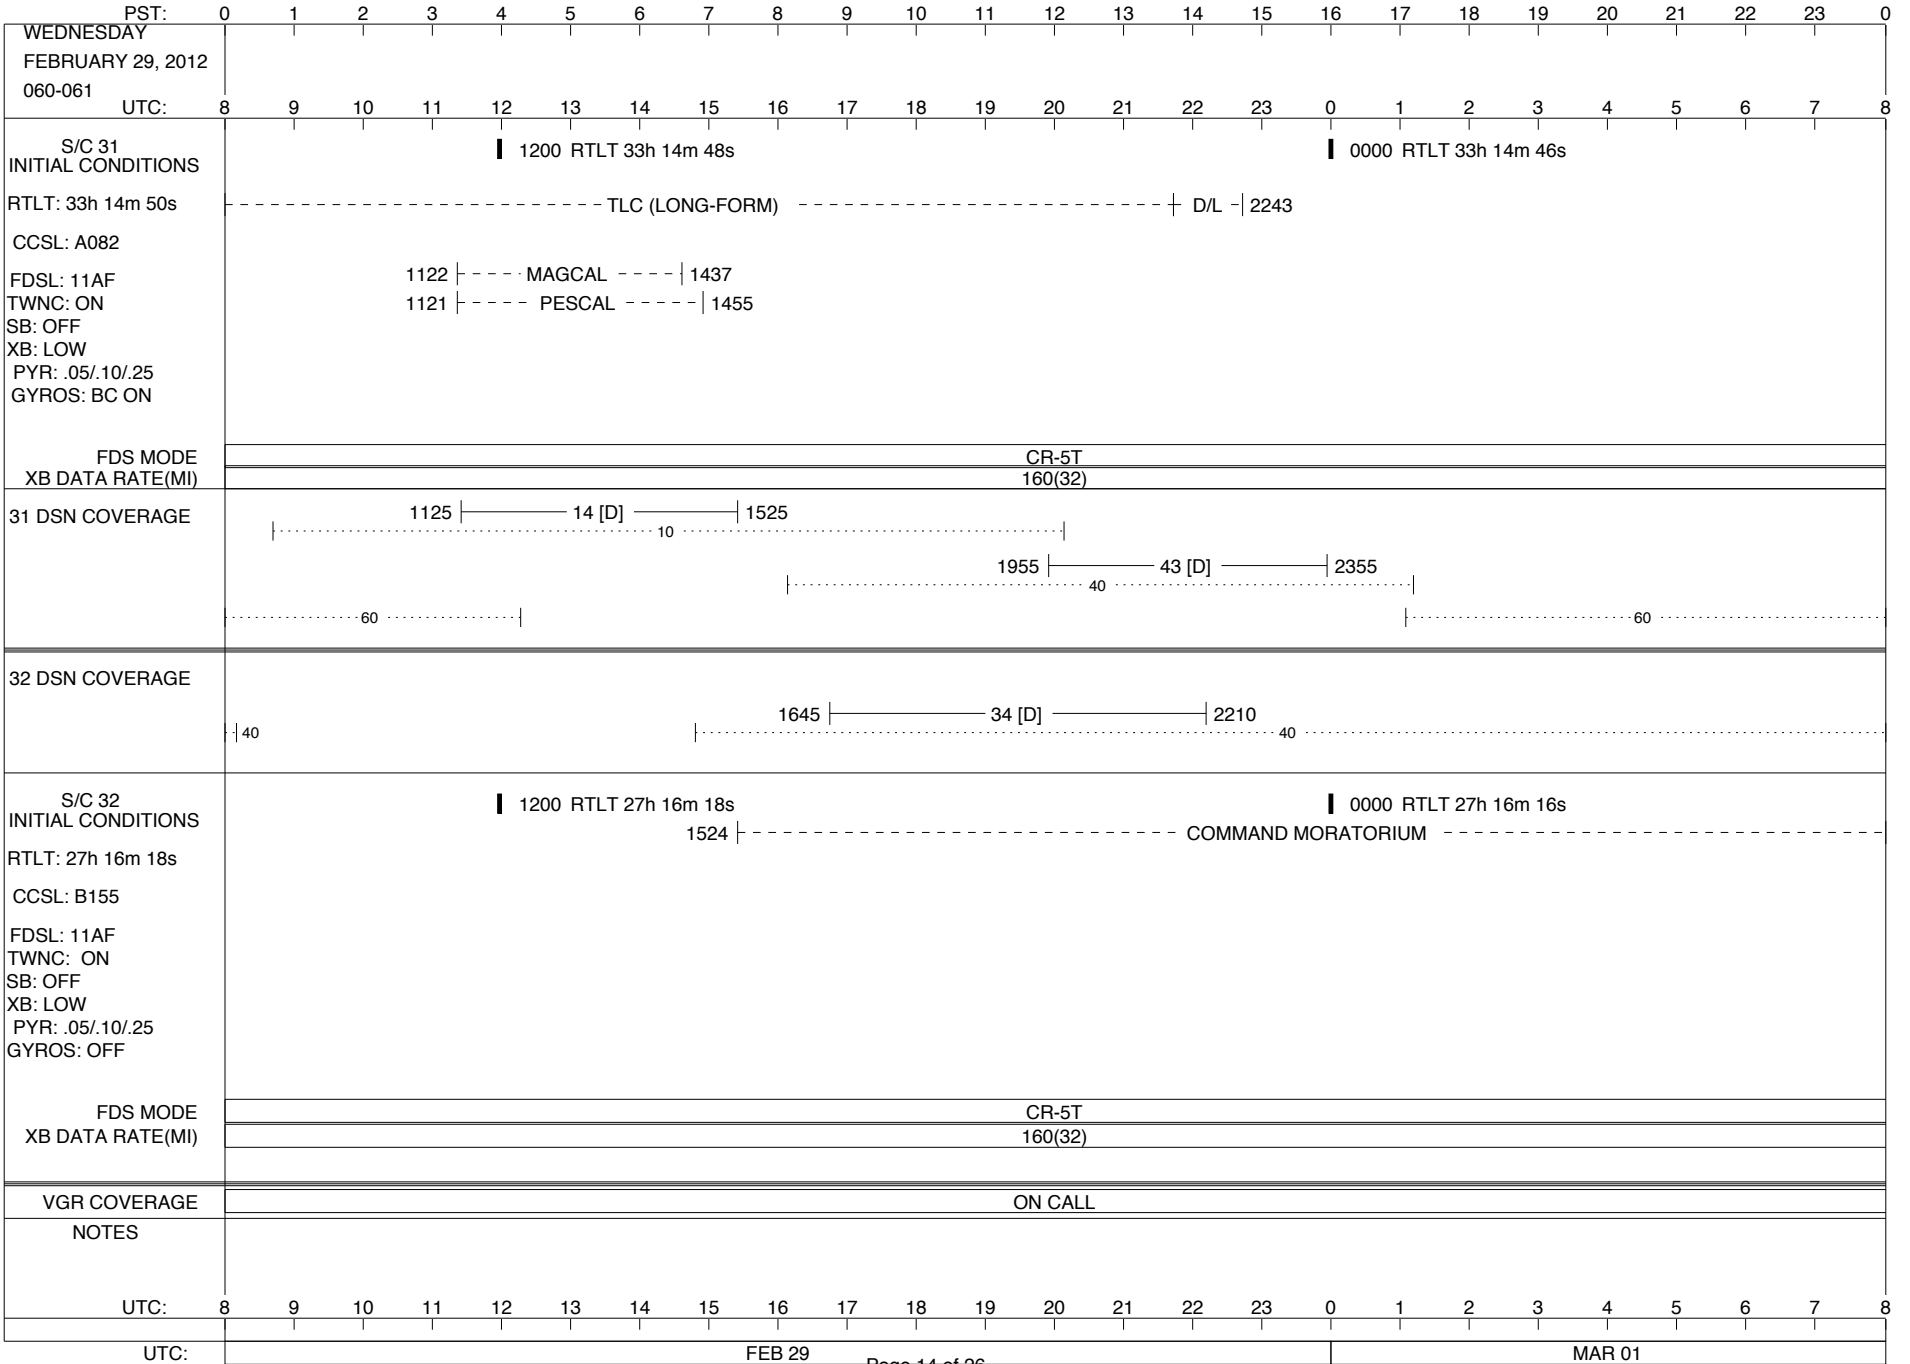 PST: 0 1 2 3 4 5 6 7 8 9 10 11 12 13 14 15 16 17 18 19 20 21 22 23 0
WEDNESDAY
FEBRUARY 29, 2012
060-061
UTC: 8 9 10 11 12 13 14 15 16 17 18 19 20 21 22 23 0 1 2 3 4 5 6 7 8
S/C 31
INITIAL CONDITIONS
1200 RTLT 33h 14m 48s
0000 RTLT 33h 14m 46s
RTLT: 33h 14m 50s
TLC (LONG-FORM) D/L 2243
CCSL: A082
FDSL: 11AF
1122 MAGCAL 1437
TWNC: ON
1121 PESCAL 1455
SB: OFF
XB: LOW
PYR: .05/.10/.25
GYROS: BC ON
FDS MODE CR-5T
XB DATA RATE(MI) 160(32)
31 DSN COVERAGE
1125 14 [D] 1525
10
1955 43 [D] 2355
40
60 60
32 DSN COVERAGE
1645 34 [D] 2210
40 40
S/C 32
INITIAL CONDITIONS
1200 RTLT 27h 16m 18s
0000 RTLT 27h 16m 16s
1524 COMMAND MORATORIUM
RTLT: 27h 16m 18s
CCSL: B155
FDSL: 11AF
TWNC: ON
SB: OFF
XB: LOW
PYR: .05/.10/.25
GYROS: OFF
FDS MODE CR-5T
XB DATA RATE(MI) 160(32)
VGR COVERAGE ON CALL
NOTES
UTC: 8 9 10 11 12 13 14 15 16 17 18 19 20 21 22 23 0 1 2 3 4 5 6 7 8
UTC: FEB 29 MAR 01
Page 14 of 26